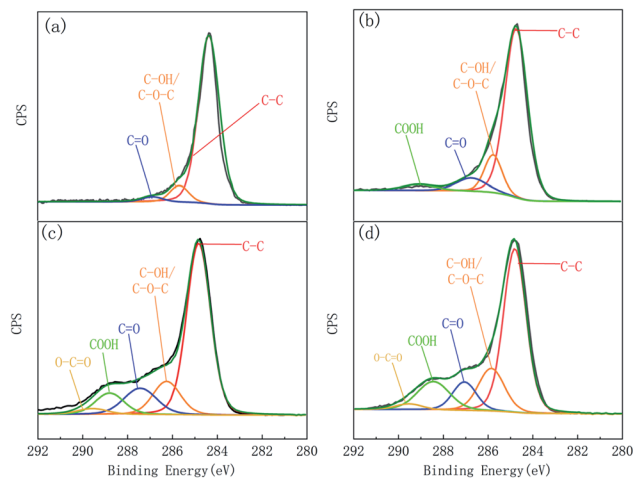 (a)
C-OH/
C-O-C
C=O
C-C
CPS
(b)
C-C
C-OH/
C-O-C
C=O
COOH
CPS
(c)
C-C
C-OH/
C-O-C
C=O
COOH
O-C=O
CPS
292 290 288 286 284 282 280
Binding Energy(eV)
(d)
C-OH/
C-O-C
C-C
C=O
COOH
O-C=O
CPS
292 290 288 286 284 282 280
Binding Energy(eV)